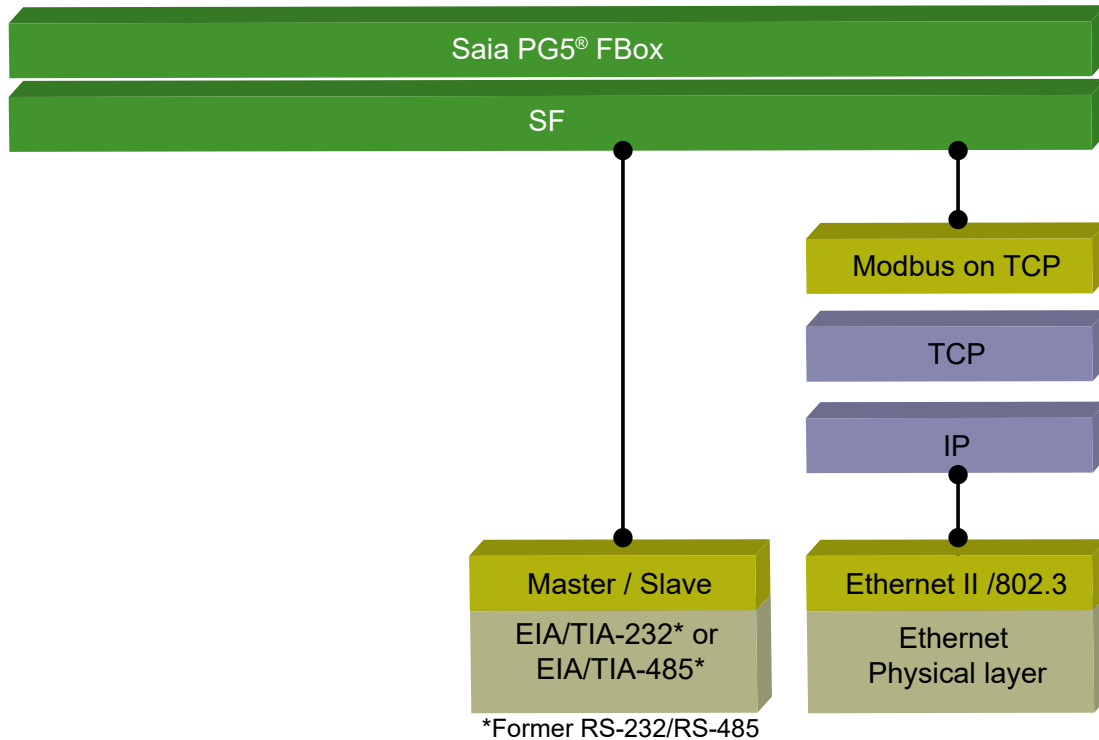 Saia PG5® FBox
SF
Modbus on TCP
TCP
IP
Master / Slave
EIA/TIA-232* or
EIA/TIA-485*
*Former RS-232/RS-485
Ethernet II /802.3
Ethernet
Physical layer